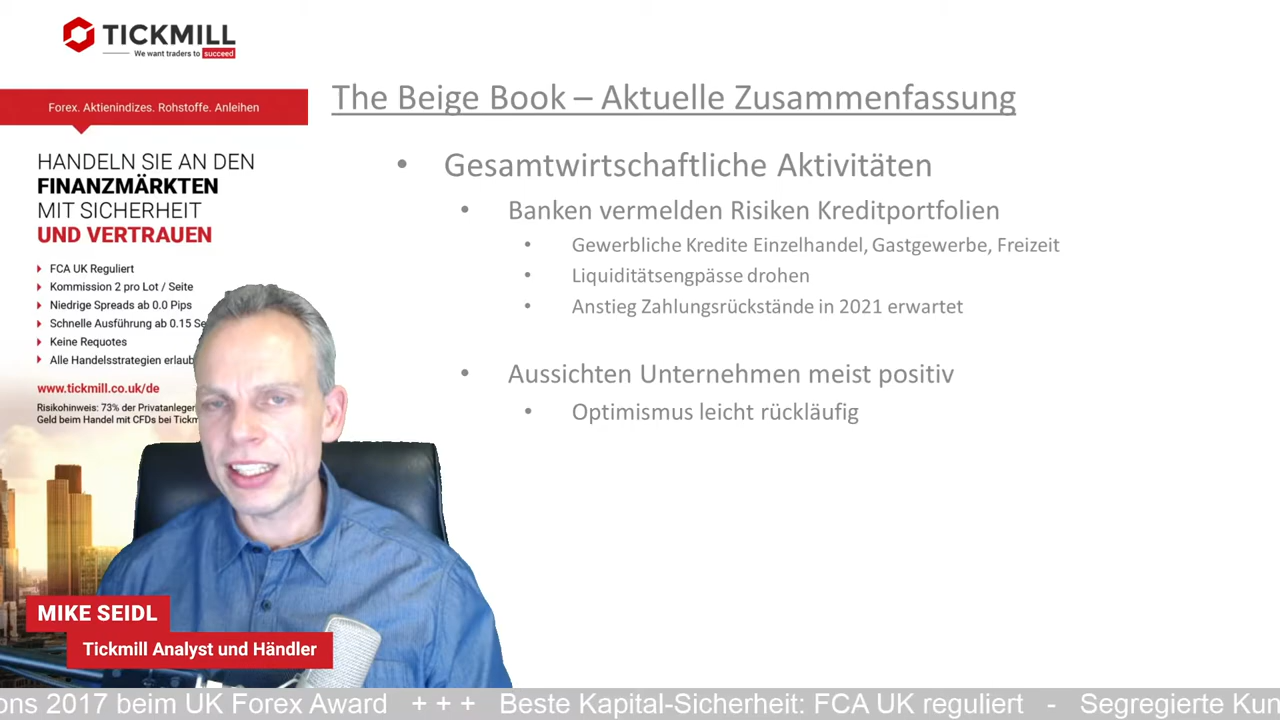 TICKMILL
We want traders to succeed
Forex. Aktienindizes. Rohstoffe. Anleihen
HANDELN SIE AN DEN
FINANZMÄRKTEN
MIT SICHERHEIT
UND VERTRAUEN
FCA UK Reguliert
Kommission 2 pro Lot / Seite
Niedrige Spreads ab 0.0 Pips
Schnelle Ausführung ab 0.15
Keine Requotes
Alle Handelsstrategien
www.tickmill.co.uk/de
Risikohinweis: 73% der
Geld beim Handel mit CFDs bei
The Beige Book – Aktuelle Zusammenfassung
• Gesamtwirtschaftliche Aktivitäten
• Banken vermelden Risiken Kreditportfolien
• Gewerbliche Kredite Einzelhandel, Gastgewerbe, Freizeit
• Liquiditätsengpässe drohen
• Anstieg Zahlungsrückstände in 2021 erwartet
• Aussichten Unternehmen meist positiv
• Optimismus leicht rückläufig
MIKE SEIDL
Tickmill Analyst und Händler
2017 beim UK Forex Award + + + Beste Kapital-Sicherheit: FCA UK reguliert - Segregierte